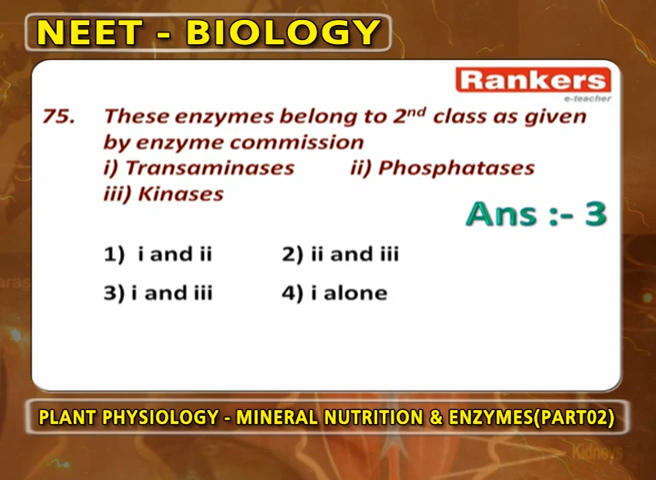 NEET - BIOLOGY
Rankers
e-teacher
75. These enzymes belong to 2nd class as given
by enzyme commission
i) Transaminases ii) Phosphatases
iii) Kinases
Ans :- 3
1) i and ii 2) ii and iii
3) i and iii 4) i alone
PLANT PHYSIOLOGY - MINERAL NUTRITION & ENZYMES(PART02)
Kidneys